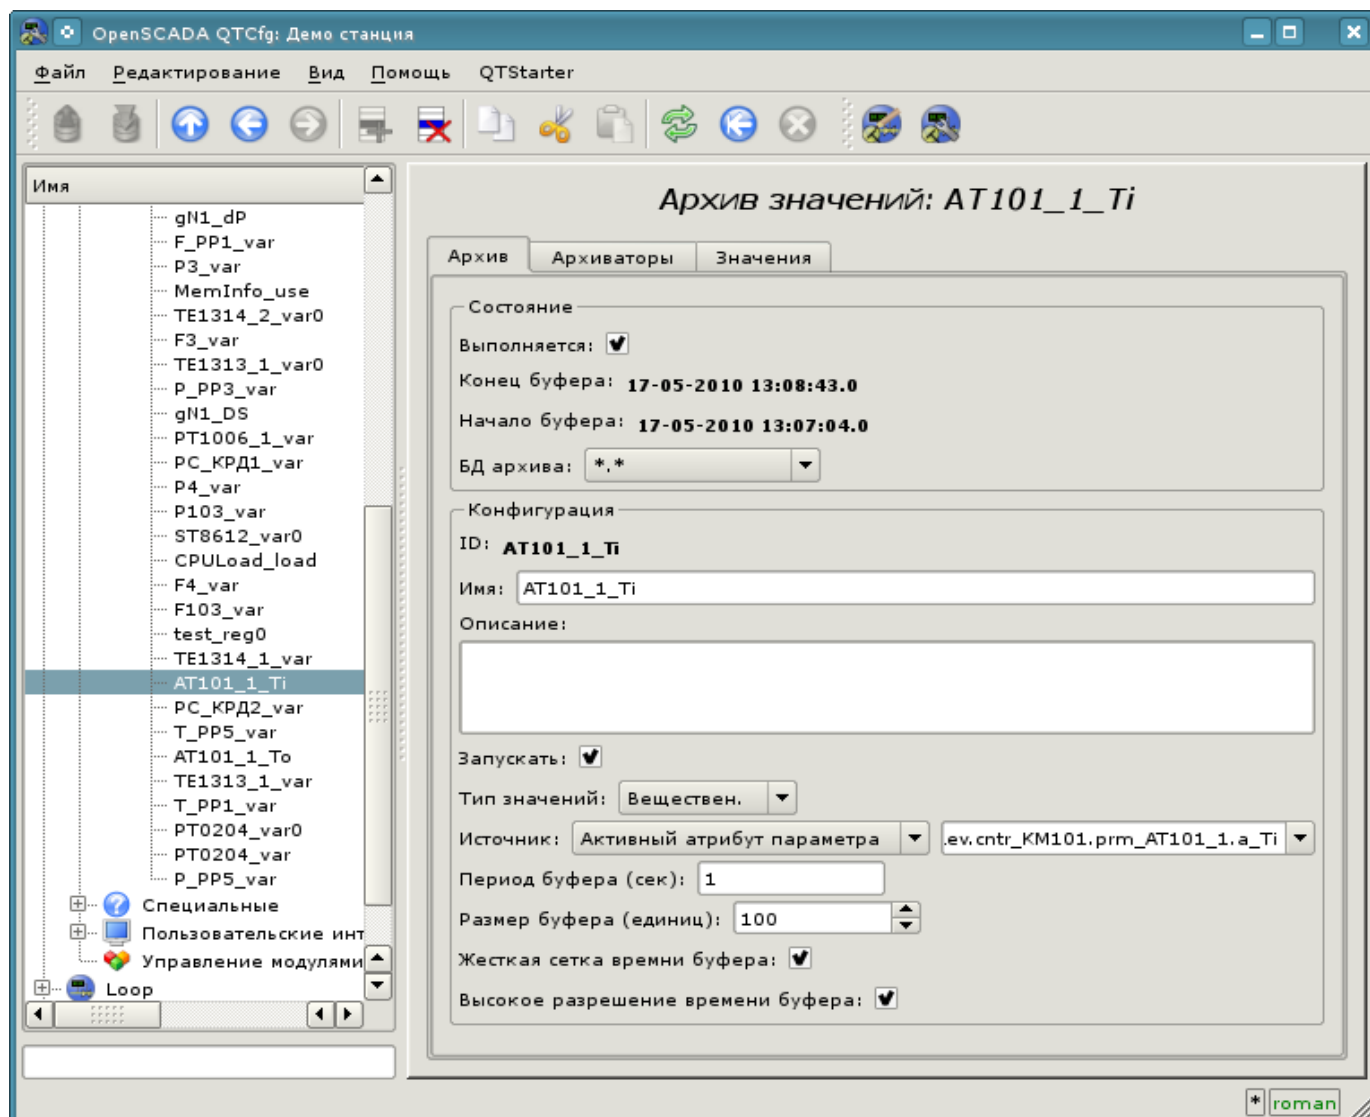 OpenSCADA QTCfg: Демо станция
Файл Редактирование Вид Помощь QTStarter
Имя
gN1_dP
F_PP1_var
P3_var
MemInfo_use
TE1314_2_var0
F3_var
TE1313_1_var0
P_PP3_var
gN1_DS
PT1006_1_var
PC_КРД1_var
P4_var
P103_var
ST8612_var0
CPULoad_load
F4_var
F103_var
test_reg0
TE1314_1_var
AT101_1_Ti
PC_КРД2_var
T_PP5_var
AT101_1_To
TE1313_1_var
T_PP1_var
PT0204_var0
PT0204_var
P_PP5_var
Специальные
Пользовательские инт
Управление модулями
Loop
Архив значений: AT101_1_Ti
Архив Архиваторы Значения
Состояние
Выполняется:
Конец буфера: 17-05-2010 13:08:43.0
Начало буфера: 17-05-2010 13:07:04.0
БД архива: *.*
Конфигурация
ID: AT101_1_Ti
Имя: AT101_1_Ti
Описание:
Запускать:
Тип значений: Веществен.
Источник: Активный атрибут параметра .ev.cntr_KM101.prm_AT101_1.a_Ti
Период буфера (сек): 1
Размер буфера (единиц): 100
Жесткая сетка времни буфера:
Высокое разрешение времени буфера:
* roman